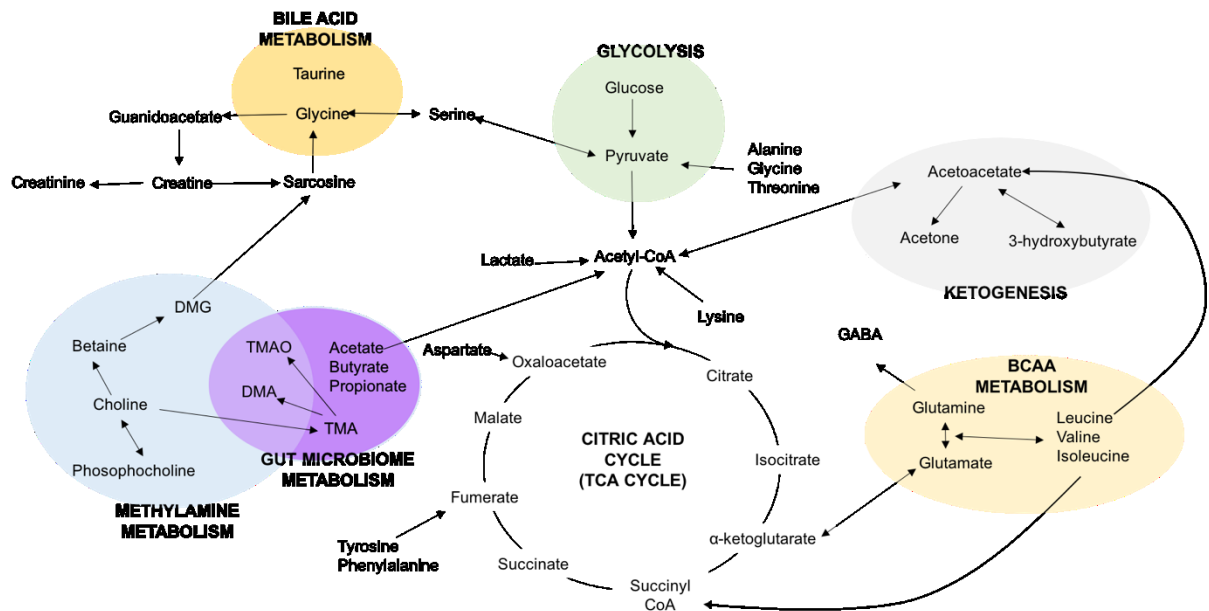 BILE ACID
METABOLISM
Taurine
Glycine
Guanidoacetate
Serine
Creatinine
Creatine
Sarcosine
GLYCOLYSIS
Glucose
Pyruvate
Alanine
Glycine
Threonine
Acetoacetate
Acetone
3-hydroxybutyrate
KETOGENESIS
Lactate
Acetyl-CoA
Lysine
DMG
Betaine
Choline
Phosophocholine
TMAO
DMA
TMA
Acetate
Butyrate
Propionate
GUT MICROBIOME
METABOLISM
METHYLAMINE
METABOLISM
Aspartate
Oxaloacetate
Citrate
Malate
Isocitrate
CITRIC ACID
CYCLE
(TCA CYCLE)
Fumerate
α-ketoglutarate
Tyrosine
Phenylalanine
Succinate
Succinyl
CoA
GABA
BCAA
METABOLISM
Glutamine
Glutamate
Leucine
Valine
Isoleucine